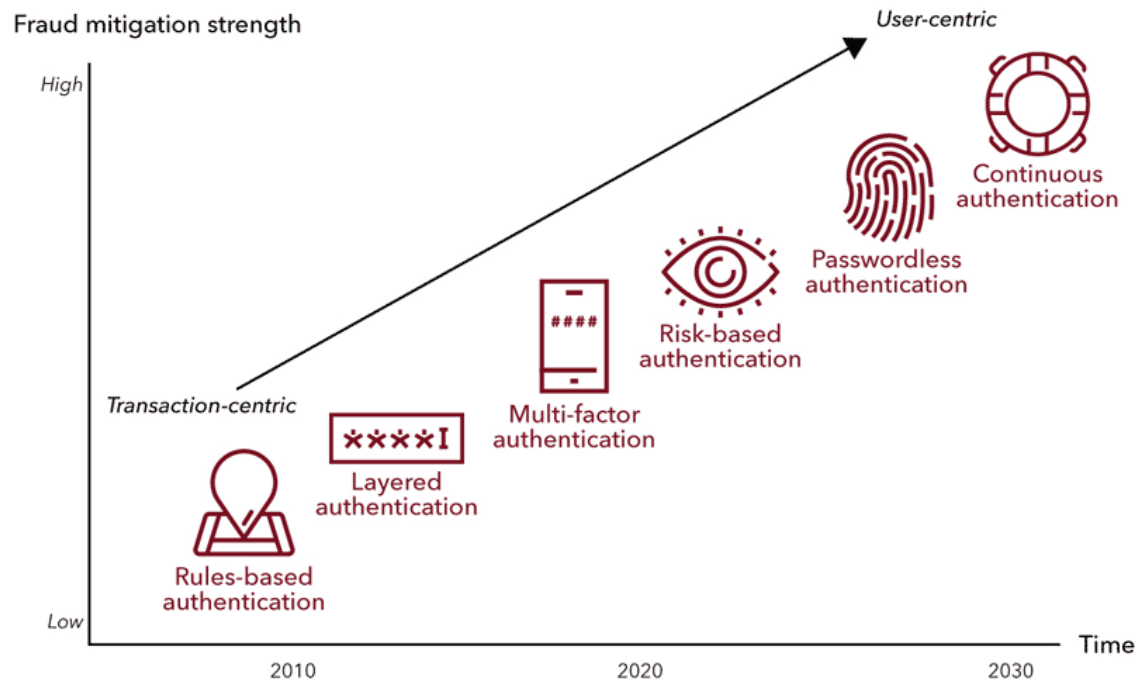 Fraud mitigation strength
User-centric
High
Continuous
authentication
Passwordless
authentication
####
Risk-based
authentication
Transaction-centric
Multi-factor
authentication
****I
Layered
authentication
Rules-based
authentication
Low
Time
2010
2020
2030